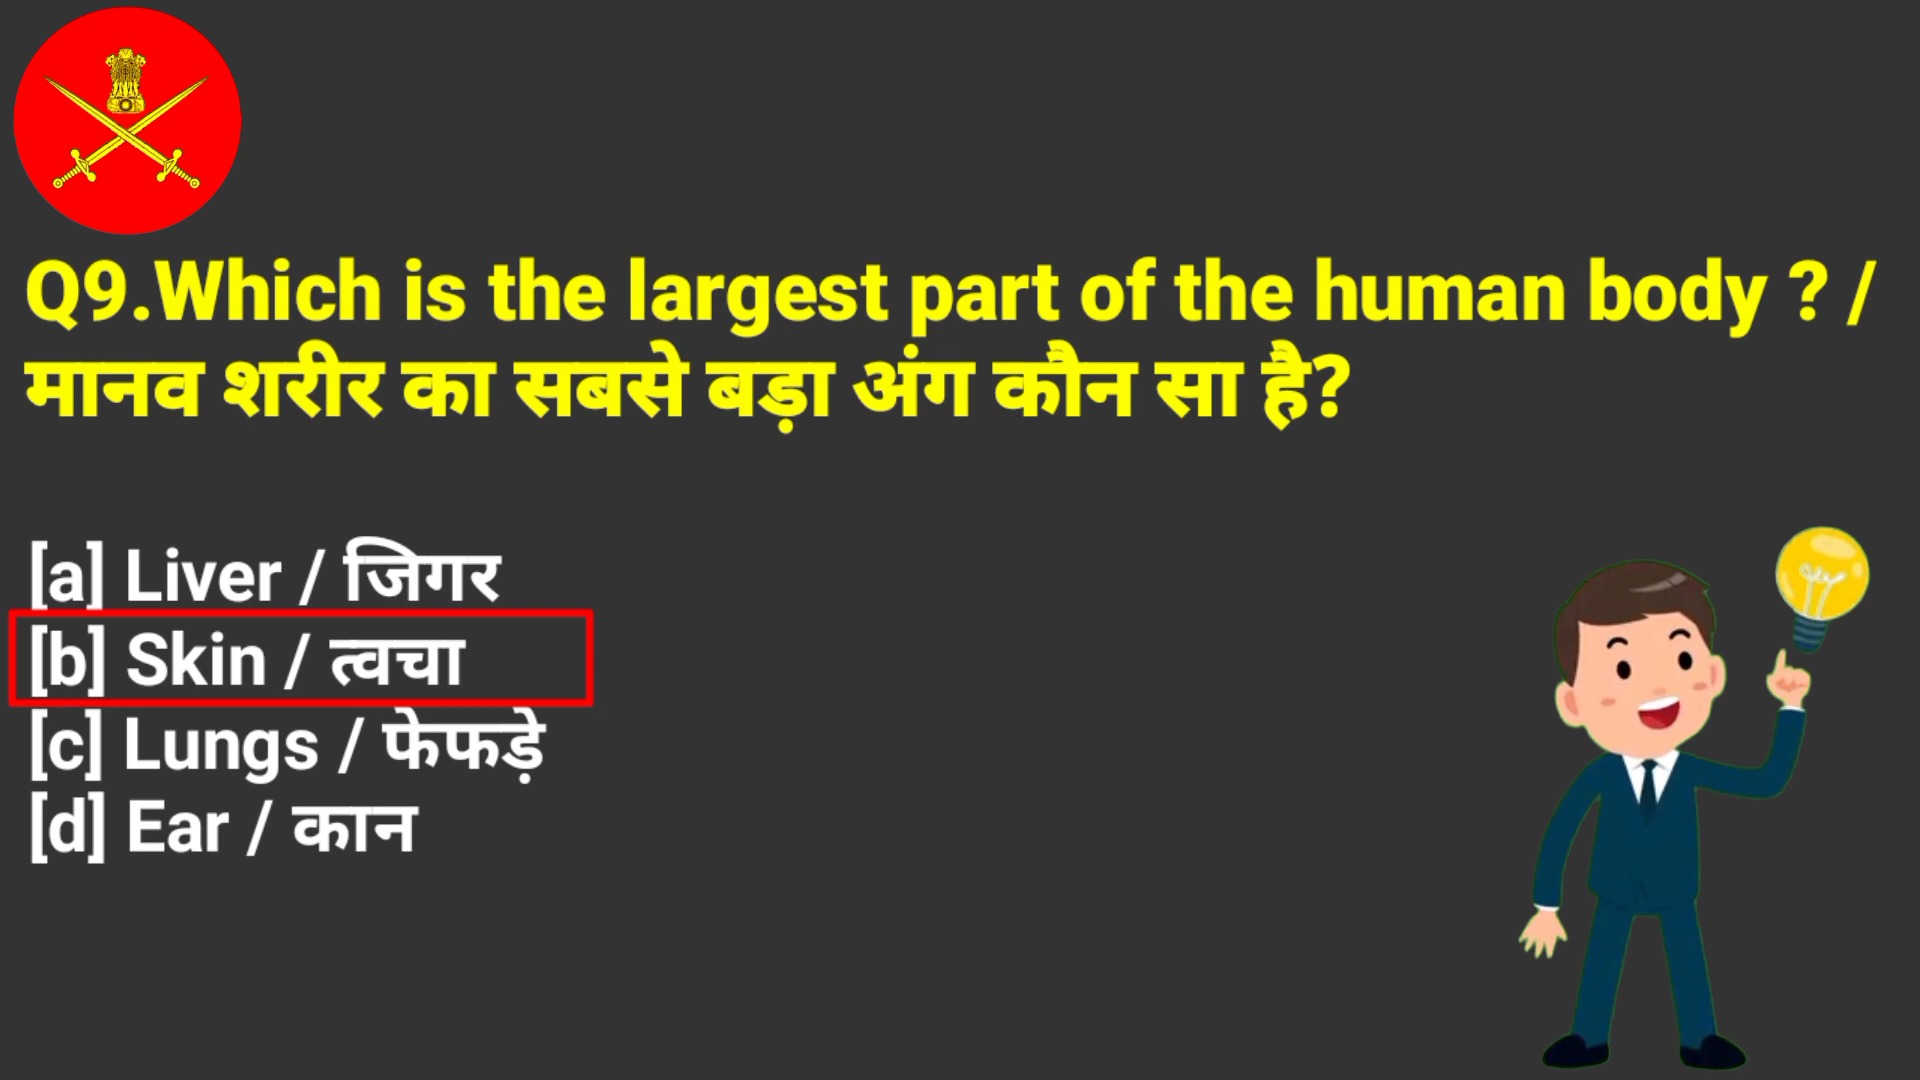 Q9.Which is the largest part of the human body ? /
मानव शरीर का सबसे बड़ा अंग कौन सा है?
[a] Liver / जिगर
[b] Skin / त्वचा
[c] Lungs / फेफड़े
[d] Ear / कान